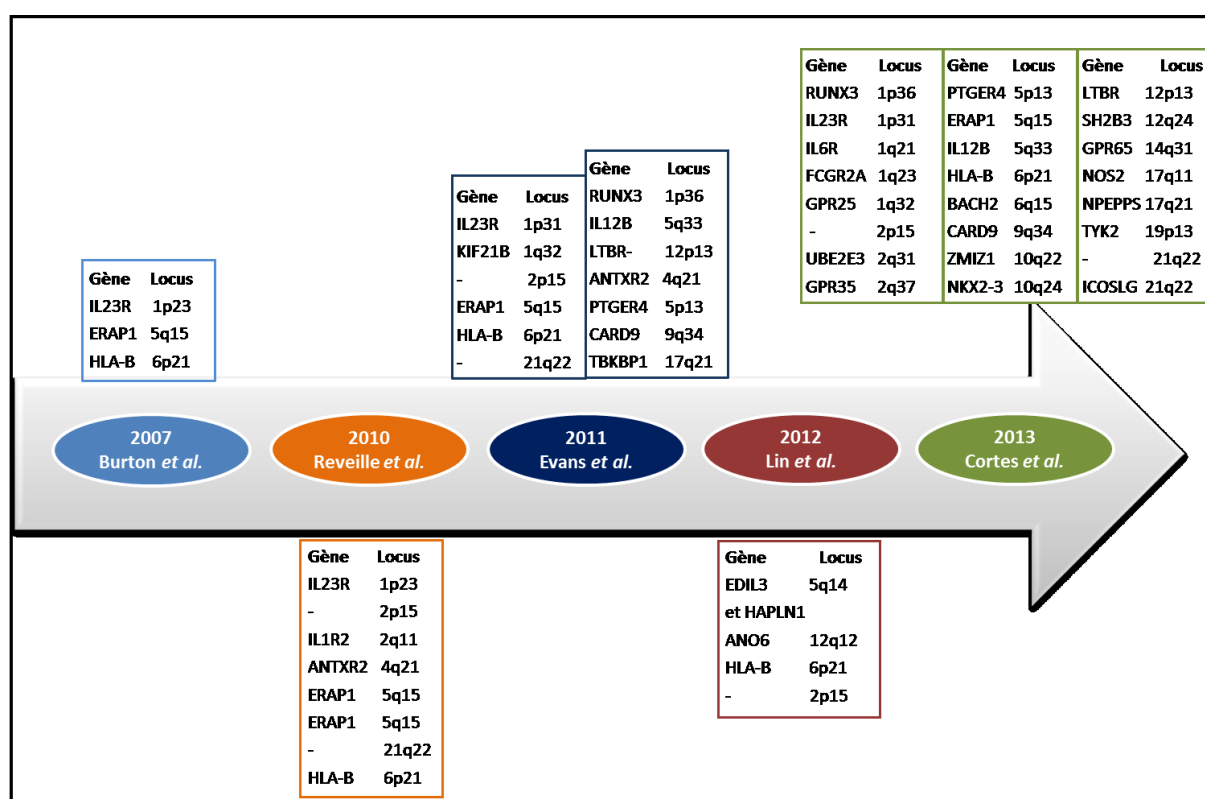 Gène Locus
RUNX3 1p36
IL23R 1p31
IL6R 1q21
FCGR2A 1q23
GPR25 1q32
- 2p15
UBE2E3 2q31
GPR35 2q37
Gène Locus
PTGER4 5p13
ERAP1 5q15
IL12B 5q33
HLA-B 6p21
BACH2 6q15
CARD9 9q34
ZMIZ1 10q22
NKX2-3 10q24
Gène Locus
LTBR 12p13
SH2B3 12q24
GPR65 14q31
NOS2 17q11
NPEPPS 17q21
TYK2 19p13
- 21q22
ICOSLG 21q22
Gène Locus
IL23R 1p31
KIF21B 1q32
- 2p15
ERAP1 5q15
HLA-B 6p21
- 21q22
Gène Locus
RUNX3 1p36
IL12B 5q33
LTBR- 12p13
ANTXR2 4q21
PTGER4 5p13
CARD9 9q34
TBKBP1 17q21
Gène Locus
IL23R 1p23
ERAP1 5q15
HLA-B 6p21
2007
Burton et al.
2010
Reveille et al.
2011
Evans et al.
2012
Lin et al.
2013
Cortes et al.
Gène Locus
IL23R 1p23
- 2p15
IL1R2 2q11
ANTXR2 4q21
ERAP1 5q15
ERAP1 5q15
- 21q22
HLA-B 6p21
Gène Locus
EDIL3 5q14
et HAPLN1
ANO6 12q12
HLA-B 6p21
- 2p15